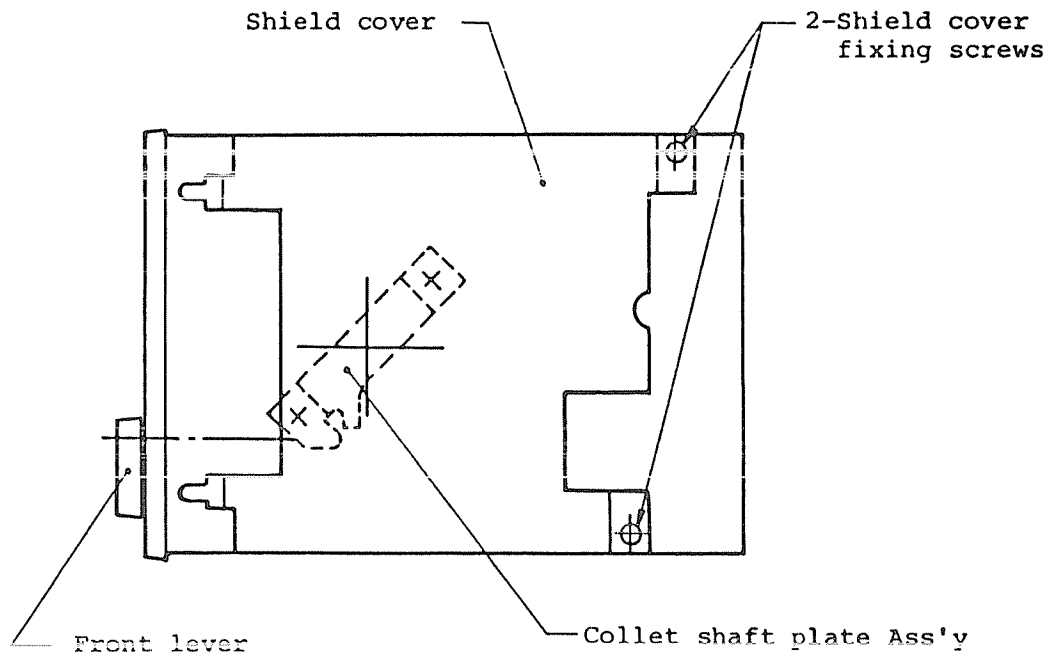 Shield cover
2-Shield cover
fixing screws
Front lever
Collet shaft plate Ass'y